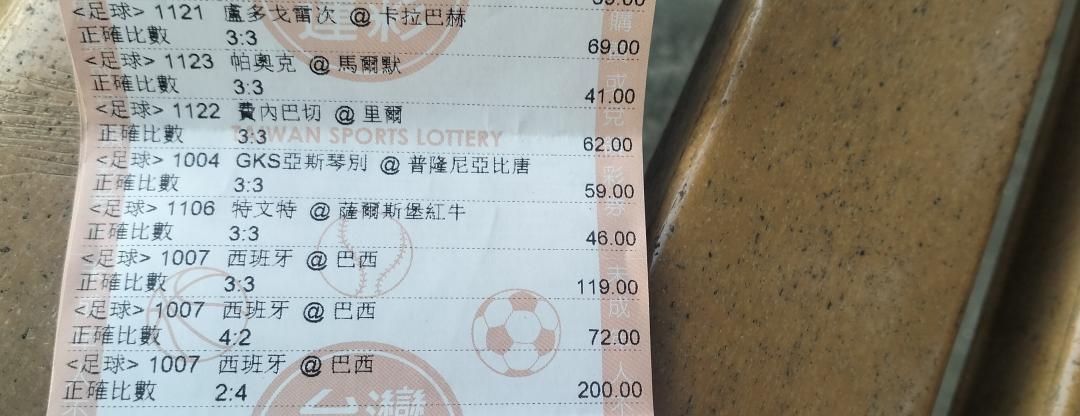 <足球> 1121 盧多戈雷次 @ 卡拉巴赫
正確比數 3:3 69.00
<足球> 1123 帕奧克 @ 馬爾默
正確比數 3:3 41.00
<足球> 1122 費內巴切 @ 里爾
正確比數 3:3 62.00
TAIWAN SPORTS LOTTERY
<足球> 1004 GKS亞斯琴別 @ 普隆尼亞比唐
正確比數 3:3 59.00
<足球> 1106 特文特 @ 薩爾斯堡紅牛
正確比數 3:3 46.00
<足球> 1007 西班牙 @ 巴西
正確比數 3:3 119.00
<足球> 1007 西班牙 @ 巴西
正確比數 4:2 72.00
<足球> 1007 西班牙 @ 巴西
正確比數 2:4 200.00
台灣